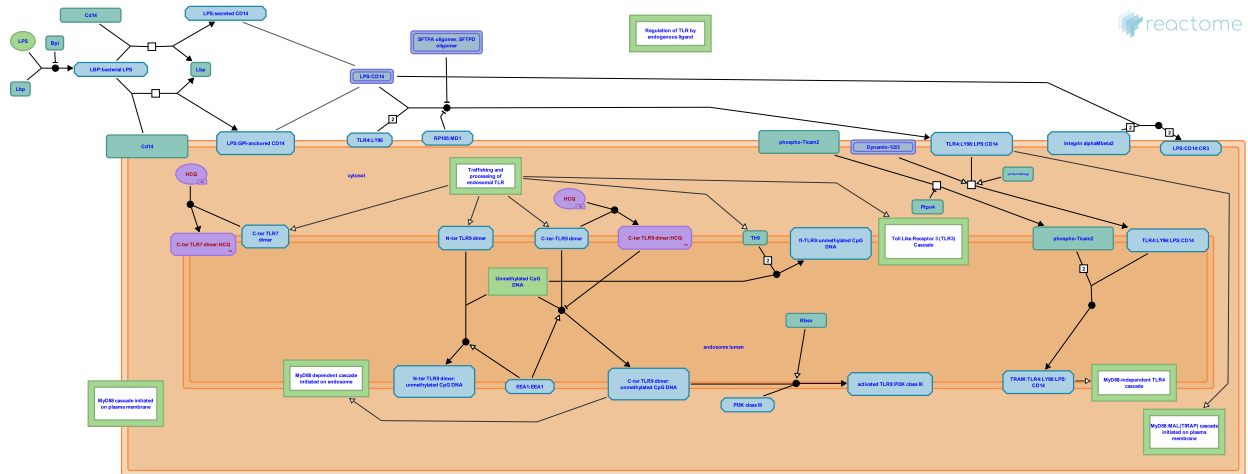 Cd14
LPS:secreted CD14
LPS
Bpi
SFTPA oligomer, SFTPD
oligomer
Regulation of TLR by
endogenous ligand
reactome
LBP:bacterial LPS
Lbp
LPS:CD14
Lbp
2
2
Cd14
LPS:GPI-anchored CD14
TLR4:LY96
RP105:MD1
phospho-Ticam2
Dynamin-1/2/3
TLR4:LY96:LPS:CD14
Integrin alphaMbeta2
LPS:CD14:CR3
cytosol
HCQ
Trafficking and
processing of
endosomal TLR
HCQ
Ptpn4
C-ter TLR7 dimer:HCQ
C-ter TLR7
dimer
N-ter TLR9 dimer
C-ter-TLR9 dimer
C-ter TLR9 dimer:HCQ
Tlr9
fl-TLR9:unmethylated CpG
DNA
Toll Like Receptor 3 (TLR3)
Cascade
phospho-Ticam2
TLR4:LY96:LPS:CD14
2
2
Unmethylated CpG
DNA
Rbsn
endosome lumen
MyD88 dependent cascade
initiated on endosome
N-ter TLR9 dimer:
unmethylated CpG DNA
EEA1:EEA1
C-ter TLR9 dimer:
unmethylated CpG DNA
PI3K class III
activated TLR9:PI3K class III
TRAM:TLR4:LY96:LPS:
CD14
MyD88-independent TLR4
cascade
MyD88 cascade initiated
on plasma membrane
MyD88:MAL(TIRAP) cascade
initiated on plasma
membrane